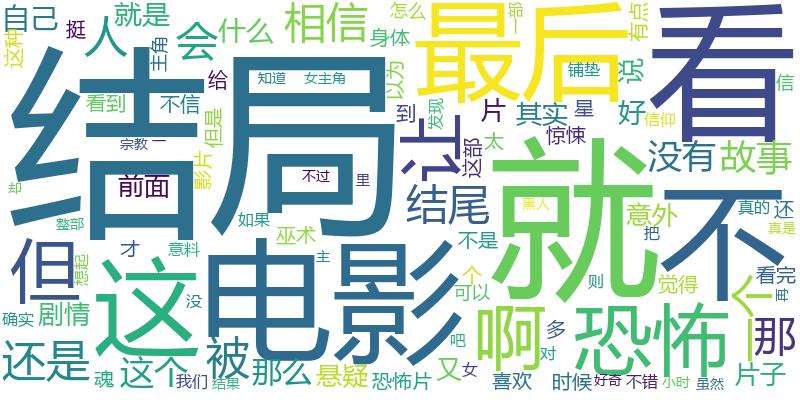 自己
这种
挺
人
就是
主角
会
什么
相信
身体
怎么
最后
一部
有点
看
结局
看到
不信
给
知道
女主角
以为
铺垫
说
信
宗教
一
但是
到
发现
片
其实
星
好
信仰
让
这部
太
惊悚
没有
故事
影片
前面
不过
里
结尾
就
不
却
整部
如果
巫术
黑人
意外
真的
还
真是
但
想起
才
意料
不是
把
确实
这
没
电影
主
个
可以
则
觉得
看完
再
一个
剧情
被
吧
啊
多
对
恐怖
那
还是
魂
这个
我们
结果
那么
悬疑
恐怖片
又
女
喜欢
时候
好奇
不错
小时
虽然
片子